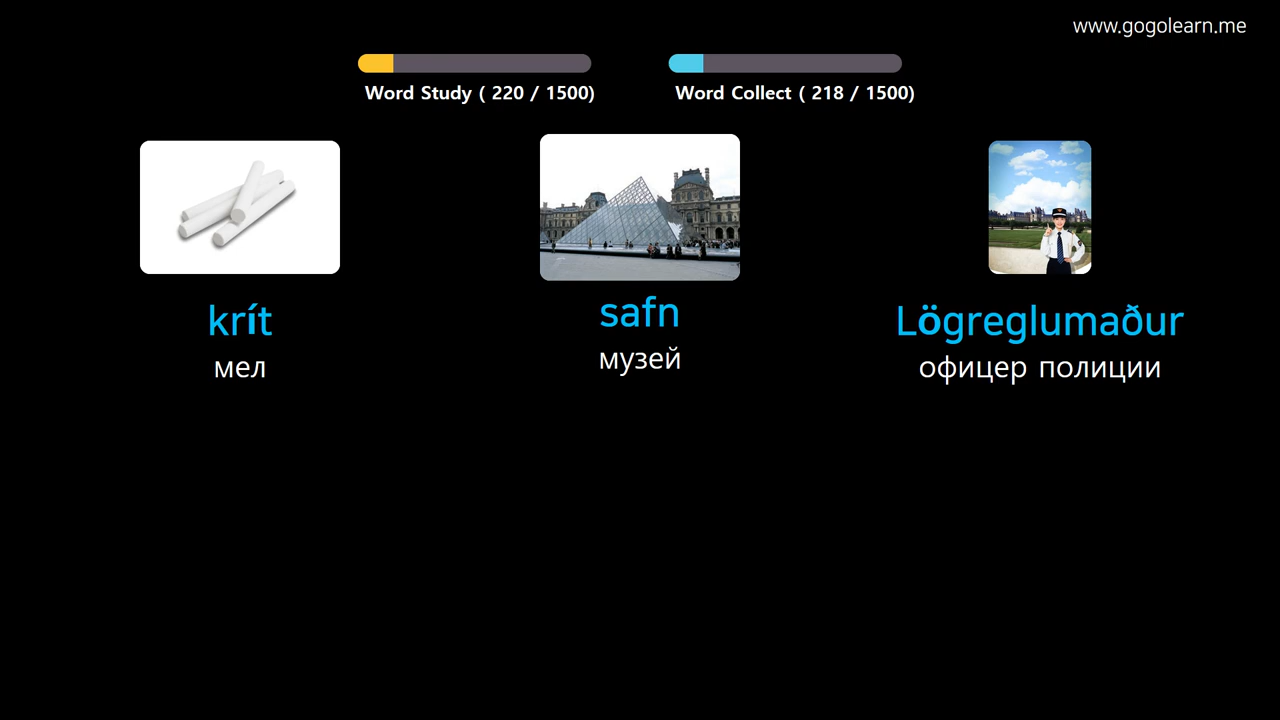 www.gogolearn.me
Word Study ( 220 / 1500)
Word Collect ( 218 / 1500)
krít
мел
safn
музей
Lögreglumaður
офицер полиции